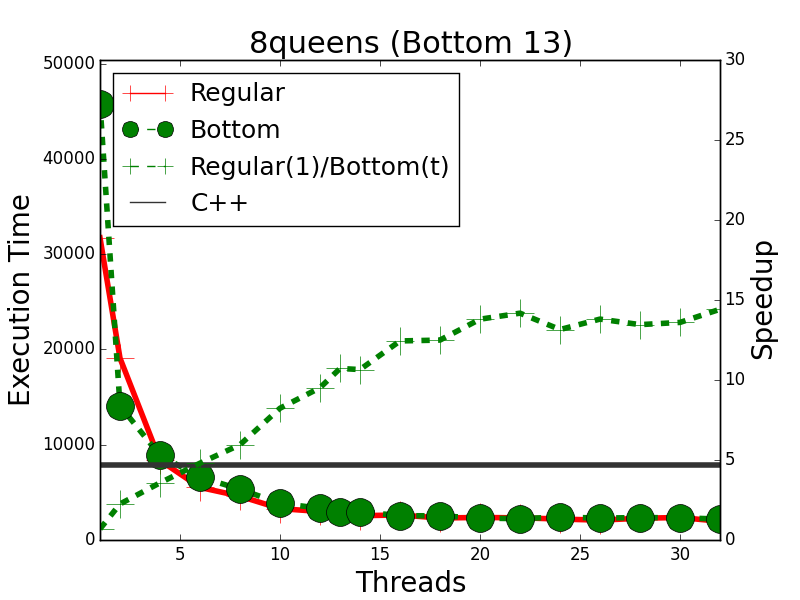 8queens (Bottom 13)
50000
40000
30000
20000
10000
0
Execution Time
Regular
Bottom
Regular(1)/Bottom(t)
C++
30
25
20
15
10
5
0
Speedup
5
10
15
20
25
30
Threads